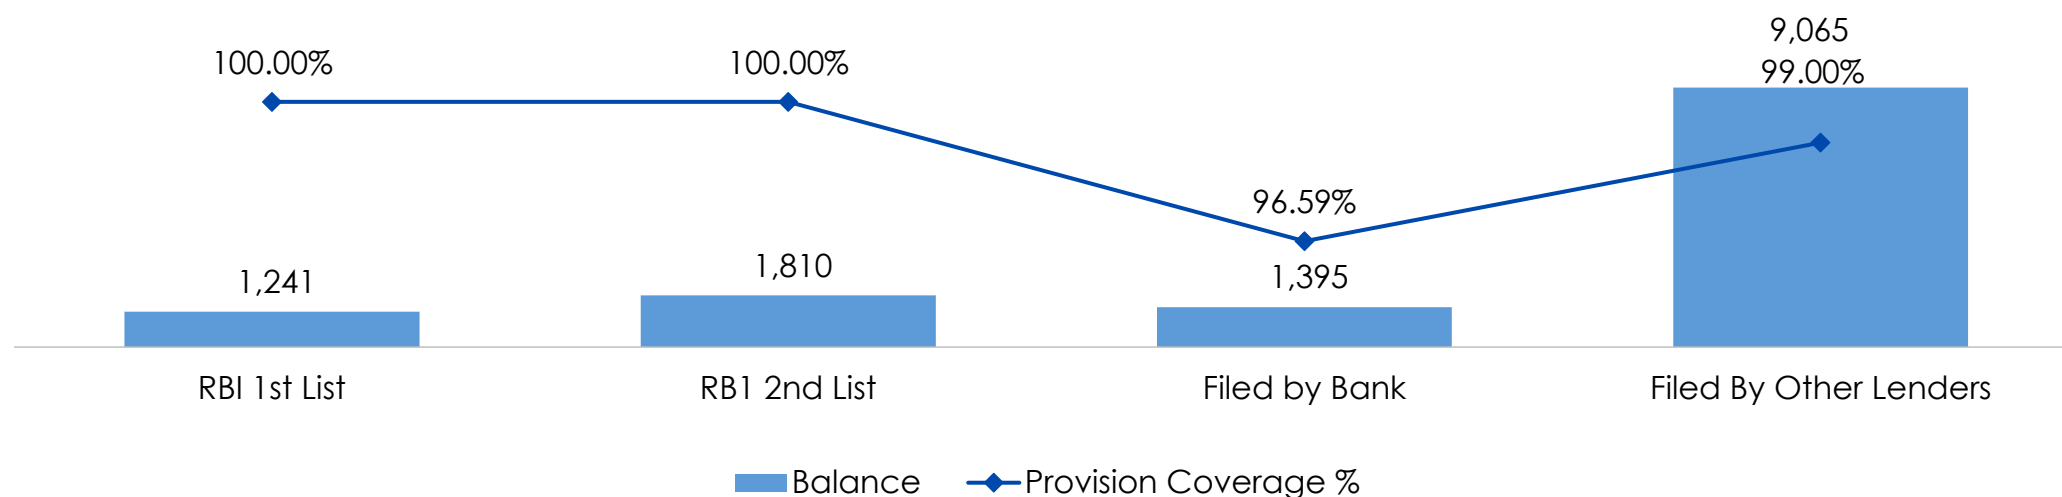 9,065
100.00% 100.00% 99.00%
96.59%
1,241 1,810 1,395
RBI 1st List RB1 2nd List Filed by Bank Filed By Other Lenders
Balance Provision Coverage %